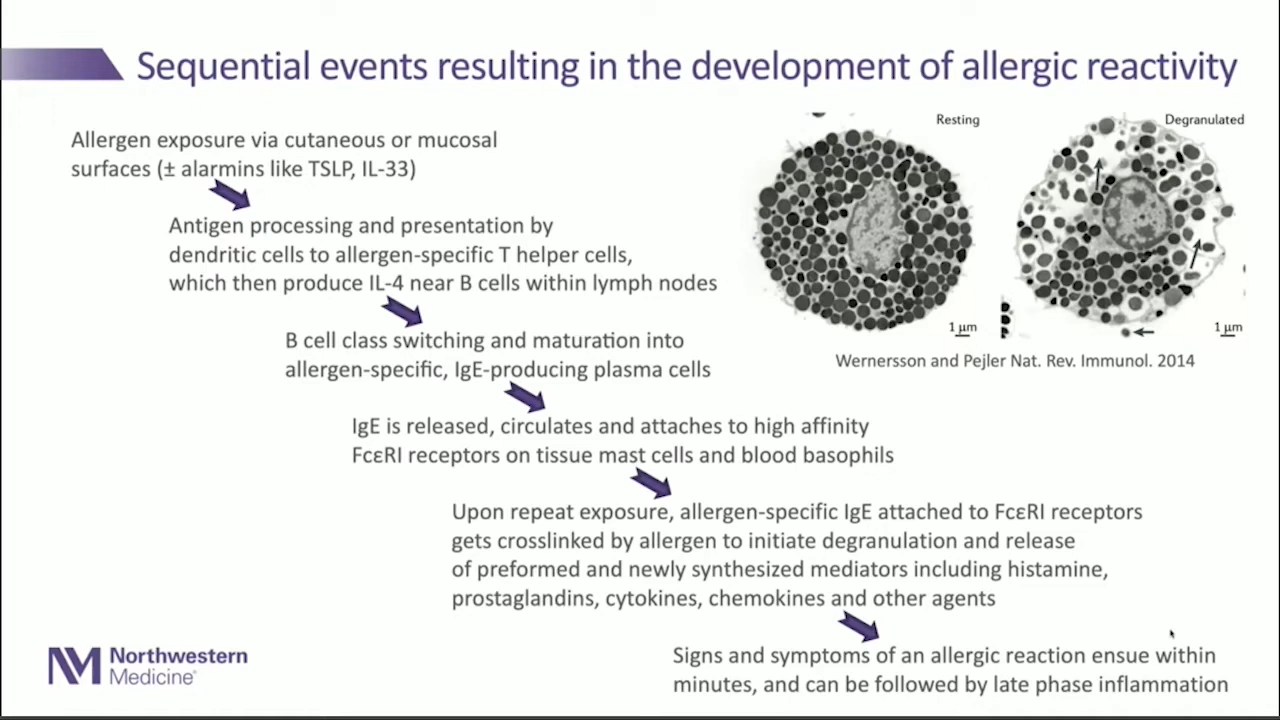 Sequential events resulting in the development of allergic reactivity
Allergen exposure via cutaneous or mucosal
surfaces (± alarmins like TSLP, IL-33)
Antigen processing and presentation by
dendritic cells to allergen-specific T helper cells,
which then produce IL-4 near B cells within lymph nodes
B cell class switching and maturation into
allergen-specific, IgE-producing plasma cells
IgE is released, circulates and attaches to high affinity
FcεRI receptors on tissue mast cells and blood basophils
Upon repeat exposure, allergen-specific IgE attached to FcεRI receptors
gets crosslinked by allergen to initiate degranulation and release
of preformed and newly synthesized mediators including histamine,
prostaglandins, cytokines, chemokines and other agents
Signs and symptoms of an allergic reaction ensue within
minutes, and can be followed by late phase inflammation
Resting
1 µm
Degranulated
1 µm
Wernersson and Pejler Nat. Rev. Immunol. 2014
NM Northwestern
Medicine®